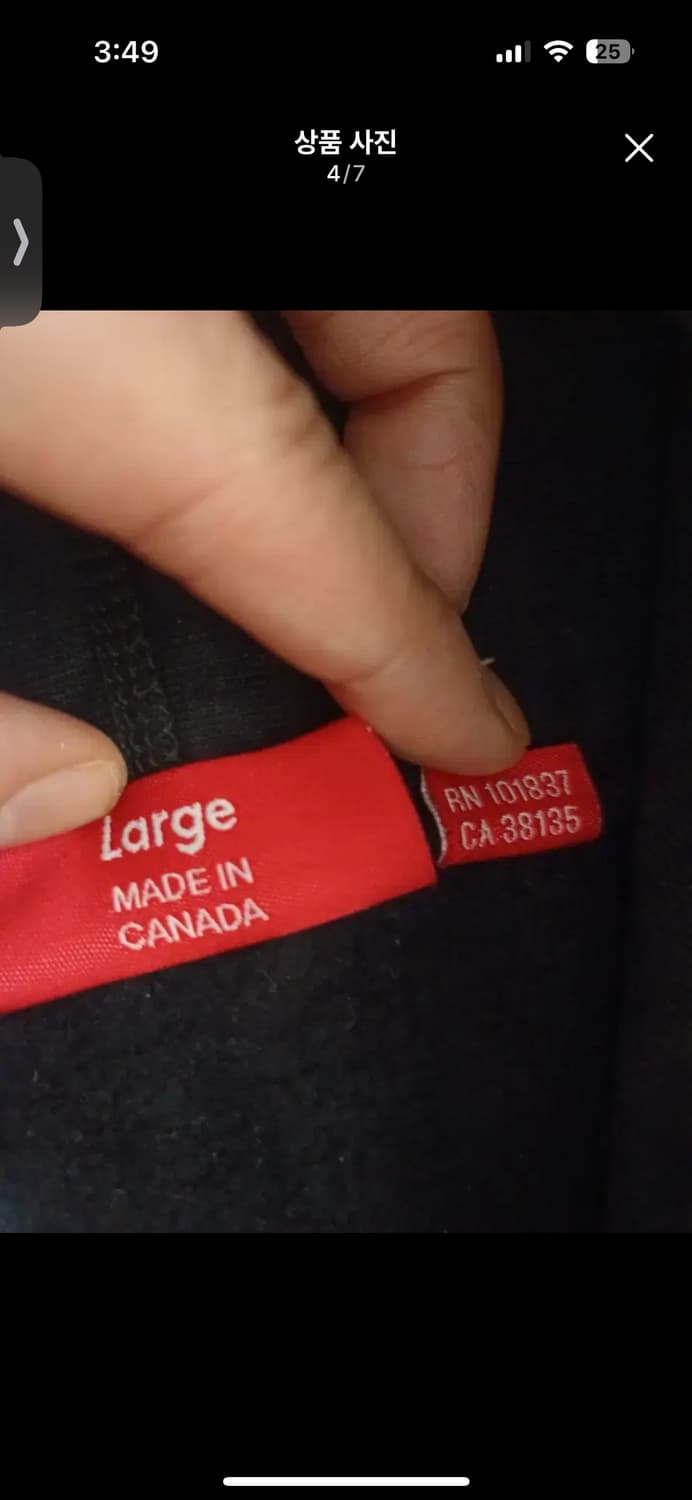 3:49
25
상품 사진
4/7
Large
MADE IN
CANADA
RN 101837
CA 38135